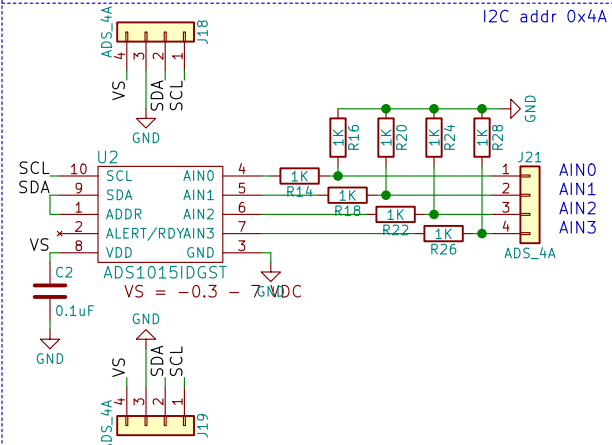 I2C addr 0x4A
ADS_4A
J18
4
3
2
1
VS
SDA
SCL
GND
GND
1K
R16
1K
R20
1K
R24
1K
R28
U2
J21
SCL
10
SCL
AIN0
4
1K
R14
1
AIN0
SDA
9
SDA
AIN1
5
1K
R18
2
AIN1
1
ADDR
AIN2
6
1K
R22
3
AIN2
2
ALERT/RDY
AIN3
7
1K
R26
4
AIN3
VS
8
VDD
GND
3
ADS_4A
ADS1015IDGST
C2
0.1uF
GND
GND
VS = -0.3 - 7 VDC
GND
VS
SDA
SCL
4
3
2
1
ADS_4A
J19